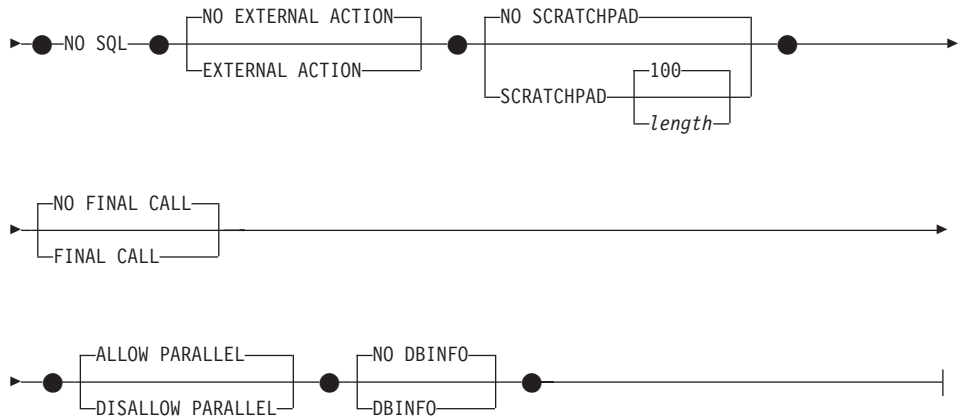 NO EXTERNAL ACTION
NO SCRATCHPAD
NO SQL
EXTERNAL ACTION
100
SCRATCHPAD
length
NO FINAL CALL
FINAL CALL
ALLOW PARALLEL
NO DBINFO
DISALLOW PARALLEL
DBINFO